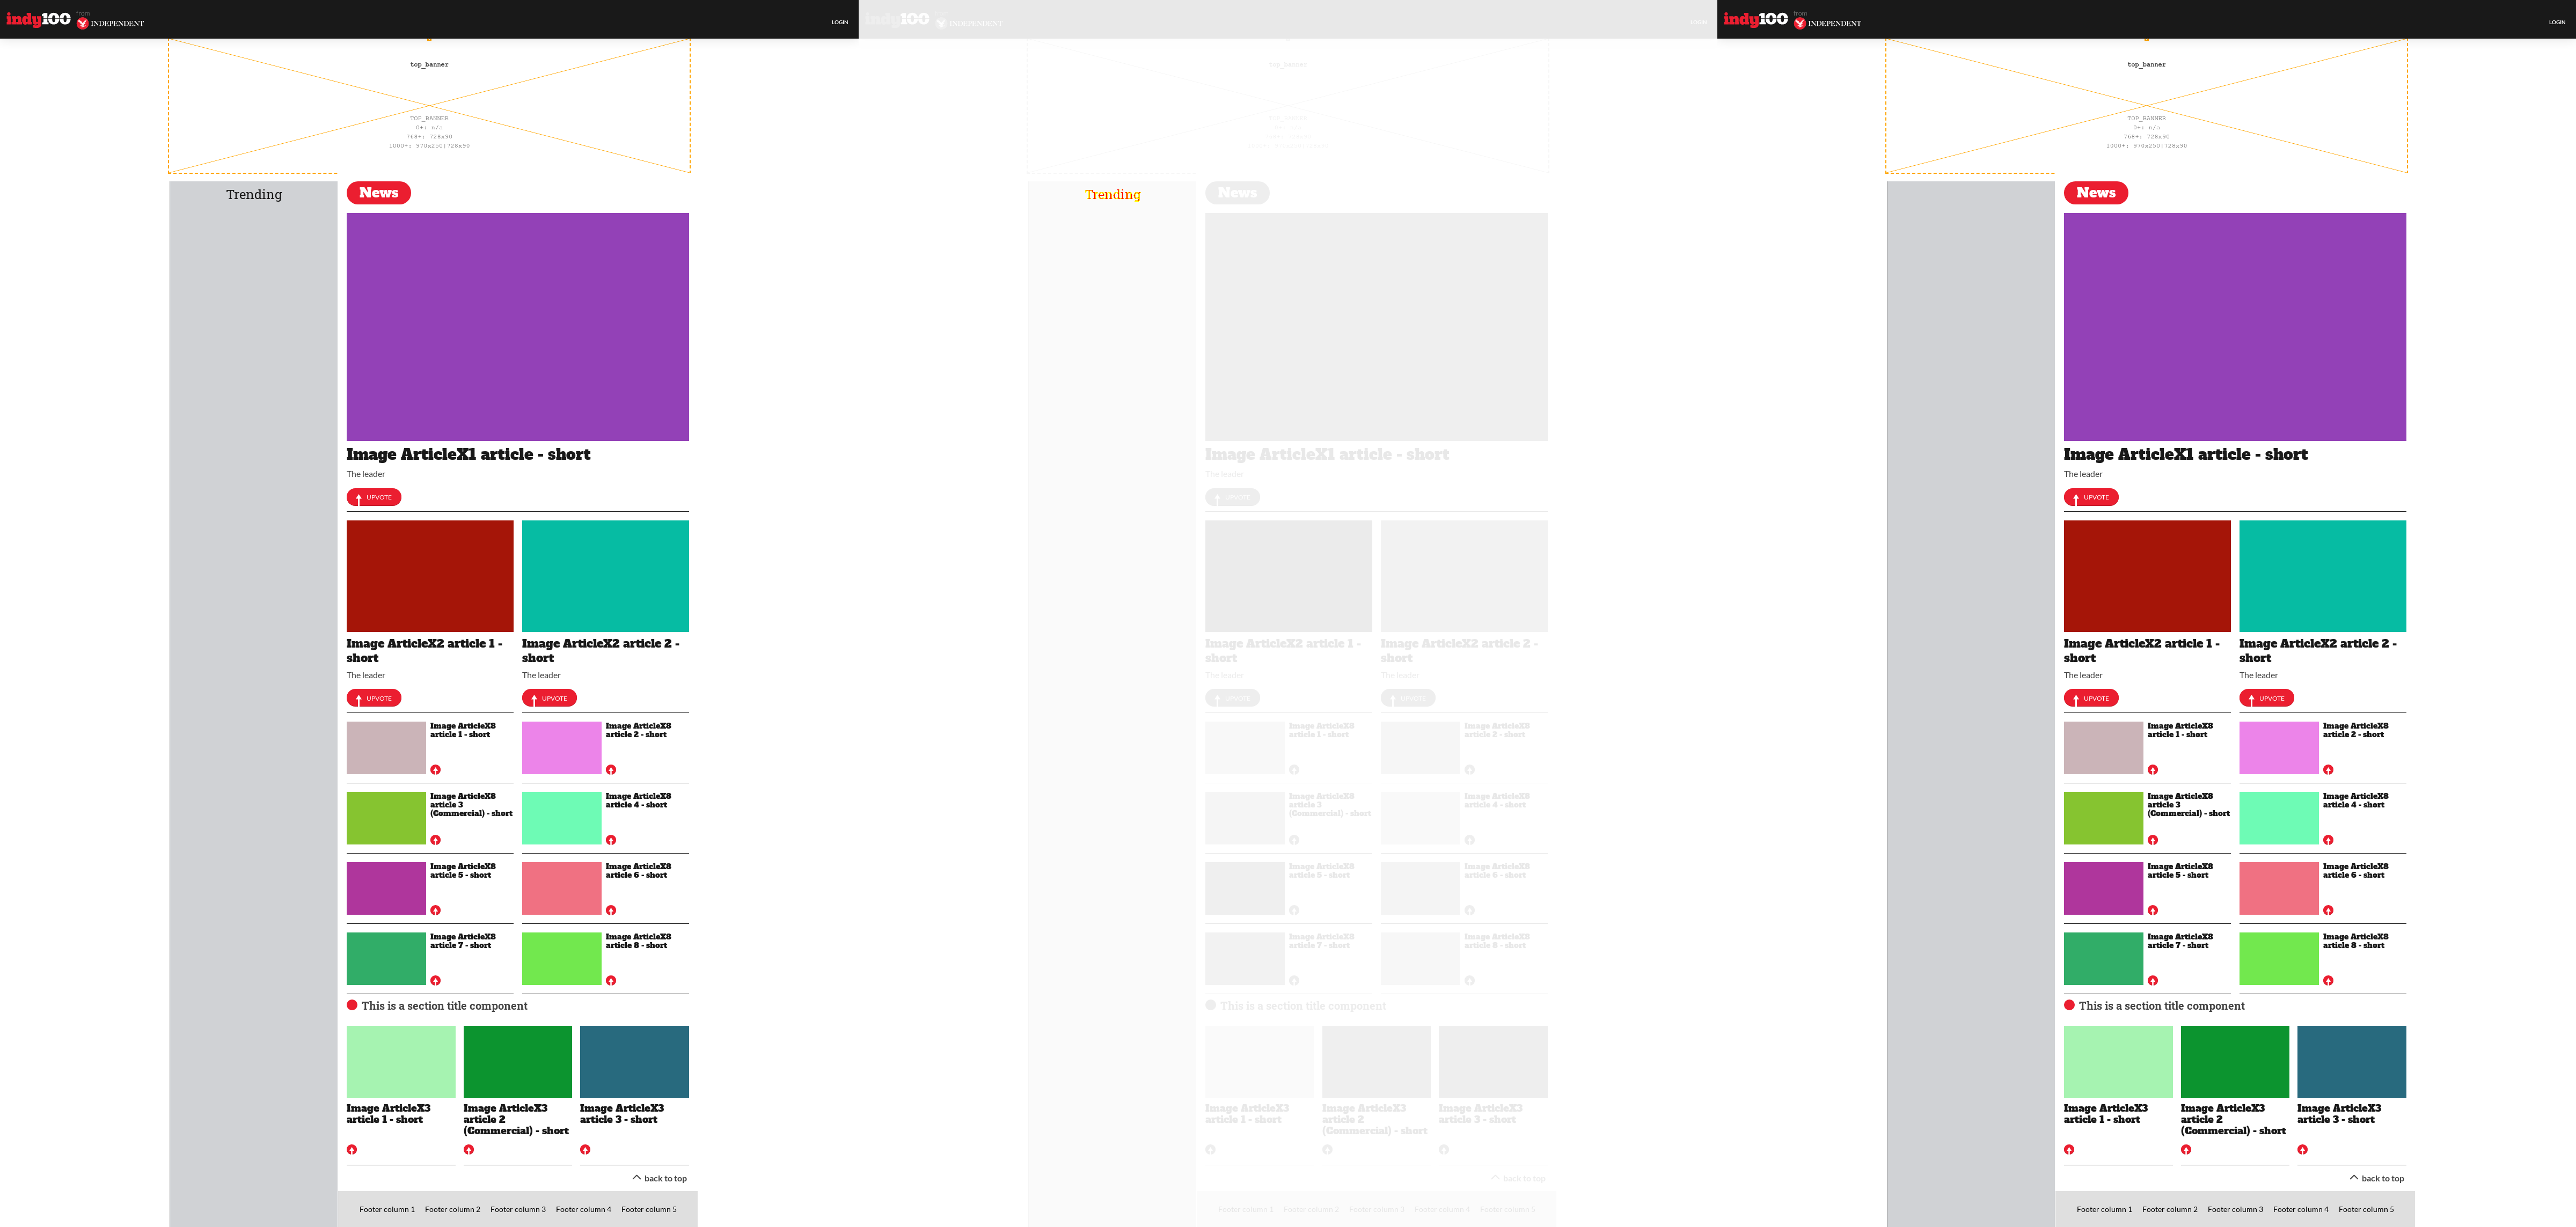 indy100 from INDEPENDENT
LOGIN
top_banner
TOP_BANNER
0+: n/a
768+: 728x90
1000+: 970x250|728x90
Trending
News
Image ArticleX1 article - short
The leader
UPVOTE
Image ArticleX2 article 1 - short
The leader
UPVOTE
Image ArticleX2 article 2 - short
The leader
UPVOTE
Image ArticleX8 article 1 - short
Image ArticleX8 article 2 - short
Image ArticleX8 article 3 (Commercial) - short
Image ArticleX8 article 4 - short
Image ArticleX8 article 5 - short
Image ArticleX8 article 6 - short
Image ArticleX8 article 7 - short
Image ArticleX8 article 8 - short
This is a section title component
Image ArticleX3 article 1 - short
Image ArticleX3 article 2 (Commercial) - short
Image ArticleX3 article 3 - short
back to top
Footer column 1 Footer column 2 Footer column 3 Footer column 4 Footer column 5
indy100 INDEPENDENT
LOGIN
top_banner
Trending
News
Image ArticleX1 article - short
The leader
UPVOTE
Image ArticleX2 article 1 - short
The leader
UPVOTE
Image ArticleX2 article 2 - short
The leader
UPVOTE
Image ArticleX8 article 1 - short
Image ArticleX8 article 2 - short
Image ArticleX8 article 3 (Commercial) - short
Image ArticleX8 article 4 - short
Image ArticleX8 article 5 - short
Image ArticleX8 article 6 - short
Image ArticleX8 article 7 - short
Image ArticleX8 article 8 - short
This is a section title component
Image ArticleX3 article 1 - short
Image ArticleX3 article 2 (Commercial) - short
Image ArticleX3 article 3 - short
back to top
Footer column 1 Footer column 2 Footer column 3 Footer column 4 Footer column 5
indy100 from INDEPENDENT
LOGIN
top_banner
TOP_BANNER
0+: n/a
768+: 728x90
1000+: 970x250|728x90
News
Image ArticleX1 article - short
The leader
UPVOTE
Image ArticleX2 article 1 - short
The leader
UPVOTE
Image ArticleX2 article 2 - short
The leader
UPVOTE
Image ArticleX8 article 1 - short
Image ArticleX8 article 2 - short
Image ArticleX8 article 3 (Commercial) - short
Image ArticleX8 article 4 - short
Image ArticleX8 article 5 - short
Image ArticleX8 article 6 - short
Image ArticleX8 article 7 - short
Image ArticleX8 article 8 - short
This is a section title component
Image ArticleX3 article 1 - short
Image ArticleX3 article 2 (Commercial) - short
Image ArticleX3 article 3 - short
back to top
Footer column 1 Footer column 2 Footer column 3 Footer column 4 Footer column 5